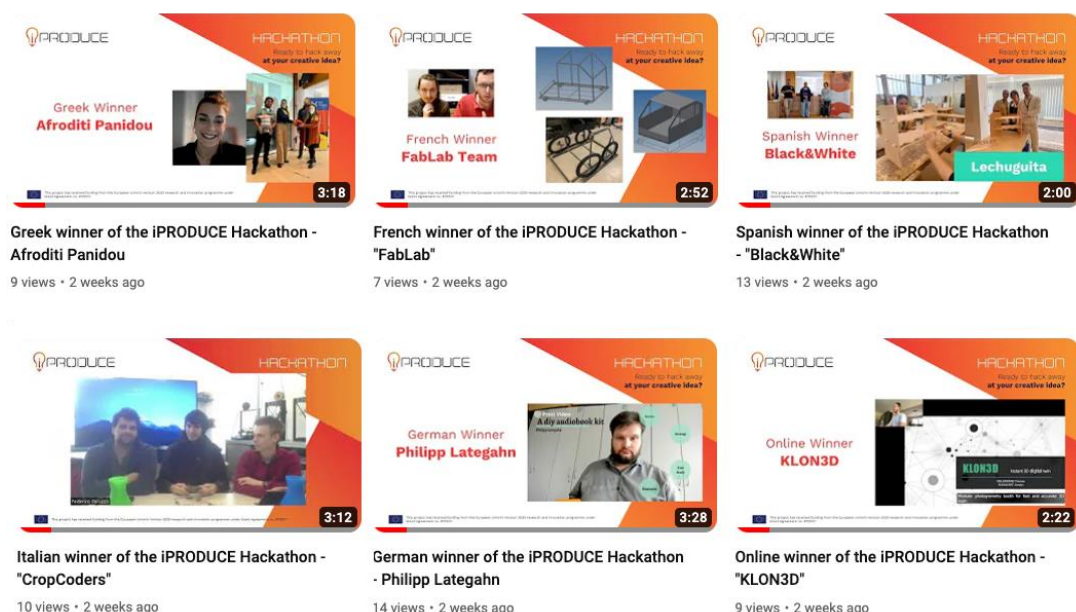 iPRODUCE
HACKATHON
Ready to hack away
at your creative idea?
Greek Winner
Afroditi Panidou
3:18
Greek winner of the iPRODUCE Hackathon -
Afroditi Panidou
9 views • 2 weeks ago
iPRODUCE
HACKATHON
Ready to hack away
at your creative idea?
French Winner
FabLab Team
2:52
French winner of the iPRODUCE Hackathon -
"FabLab"
7 views • 2 weeks ago
iPRODUCE
HACKATHON
Ready to hack away
at your creative idea?
Spanish Winner
Black&White
Lechuguita
2:00
Spanish winner of the iPRODUCE Hackathon
- "Black&White"
13 views • 2 weeks ago
iPRODUCE
HACKATHON
3:12
Italian winner of the iPRODUCE Hackathon -
"CropCoders"
10 views • 2 weeks ago
iPRODUCE
HACKATHON
Ready to hack away
at your creative idea?
German Winner
Philipp Lategahn
A diy audiobook kit
3:28
German winner of the iPRODUCE Hackathon
- Philipp Lategahn
14 views • 2 weeks ago
iPRODUCE
HACKATHON
Ready to hack away
at your creative idea?
Online Winner
KLON3D
KLON3D
2:22
Online winner of the iPRODUCE Hackathon -
"KLON3D"
9 views • 2 weeks ago